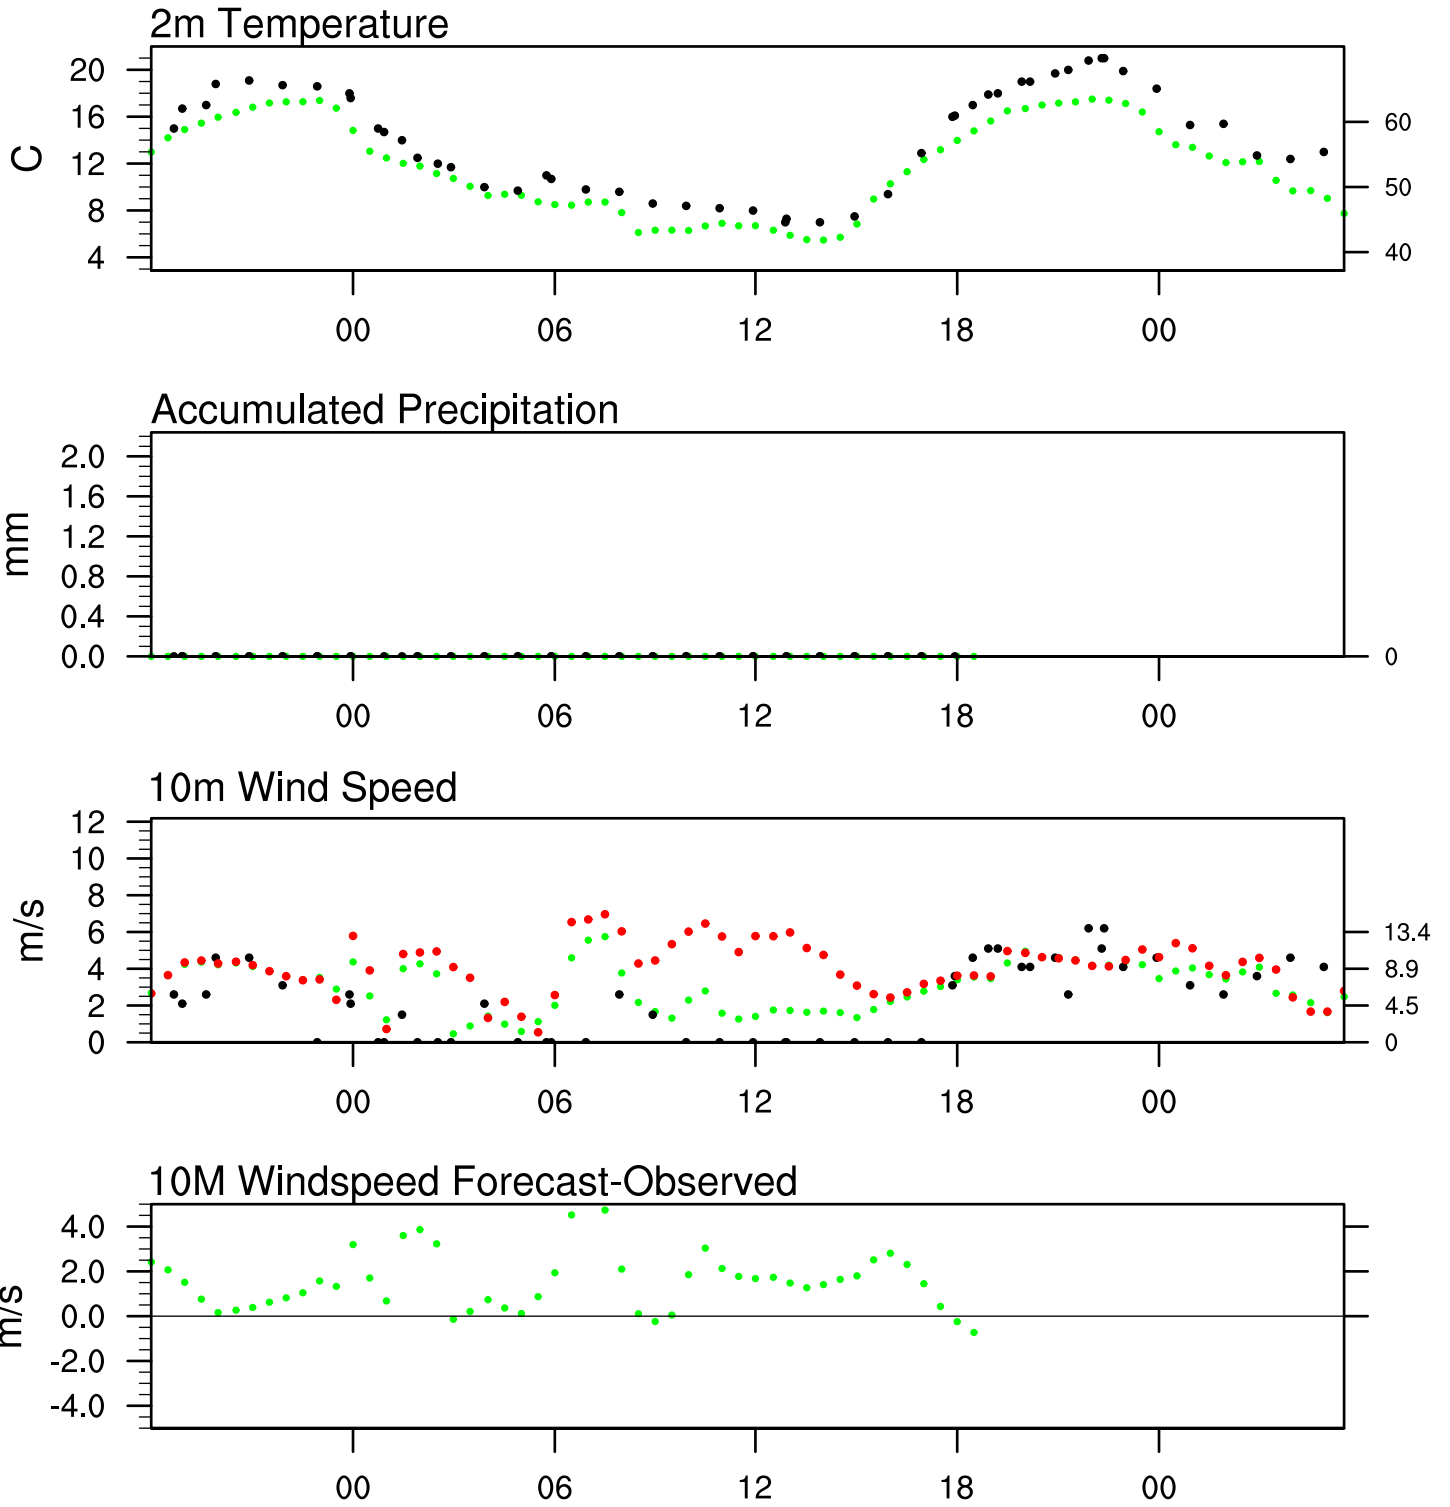 2m Temperature
20
16
12
8
4
C
60
50
40
00 06 12 18 00
Accumulated Precipitation
2.0
1.6
1.2
0.8
0.4
0.0
mm
0
00 06 12 18 00
10m Wind Speed
12
10
8
6
4
2
0
m/s
13.4
8.9
4.5
0
00 06 12 18 00
10M Windspeed Forecast-Observed
4.0
2.0
0.0
-2.0
-4.0
m/s
00 06 12 18 00